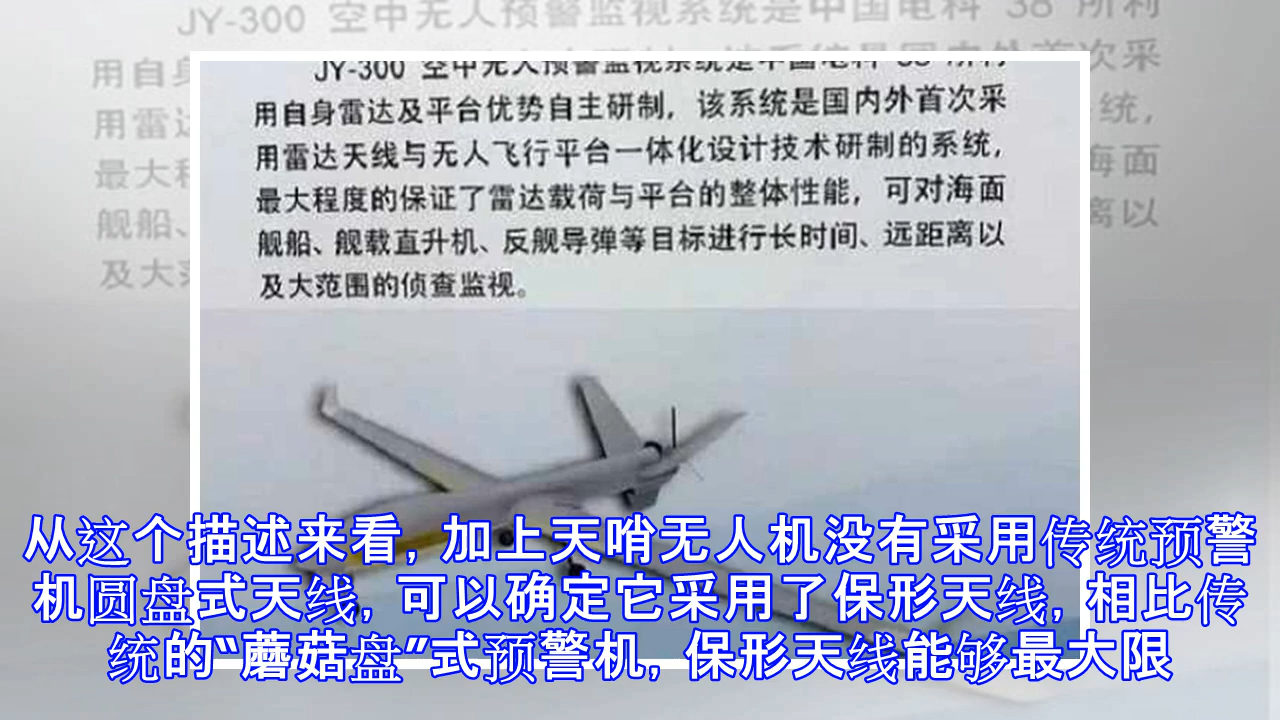 JY-300 空中无人预警监视系统是中国电科 38 所利
用自身雷达及平台优势自主研制，该系统是国内外首次采
用雷达天线与无人飞行平台一体化设计技术研制的系统，
最大程度的保证了雷达载荷与平台的整体性能，可对海面
舰船、舰载直升机、反舰导弹等目标进行长时间、远距离以
及大范围的侦查监视。
从这个描述来看，加上天哨无人机没有采用传统预警
机圆盘式天线，可以确定它采用了保形天线，相比传
统的“蘑菇盘”式预警机，保形天线能够最大限